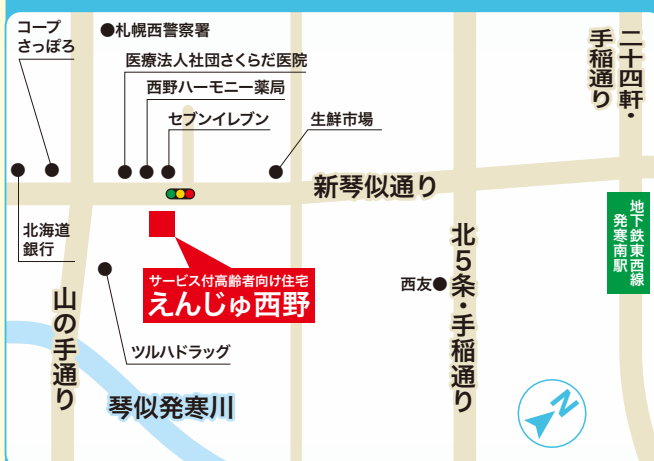 コープ
さっぽろ
●札幌西警察署
医療法人社団さくらだ医院
西野ハーモニー薬局
セブンイレブン
生鮮市場
二十四軒・
手稲通り
新琴似通り
北海道
銀行
地下鉄東西線
発寒南駅
サービス付高齢者向け住宅
えんじゅ西野
西友●
北5条・手稲通り
山の手通り
ツルハドラッグ
琴似発寒川
N